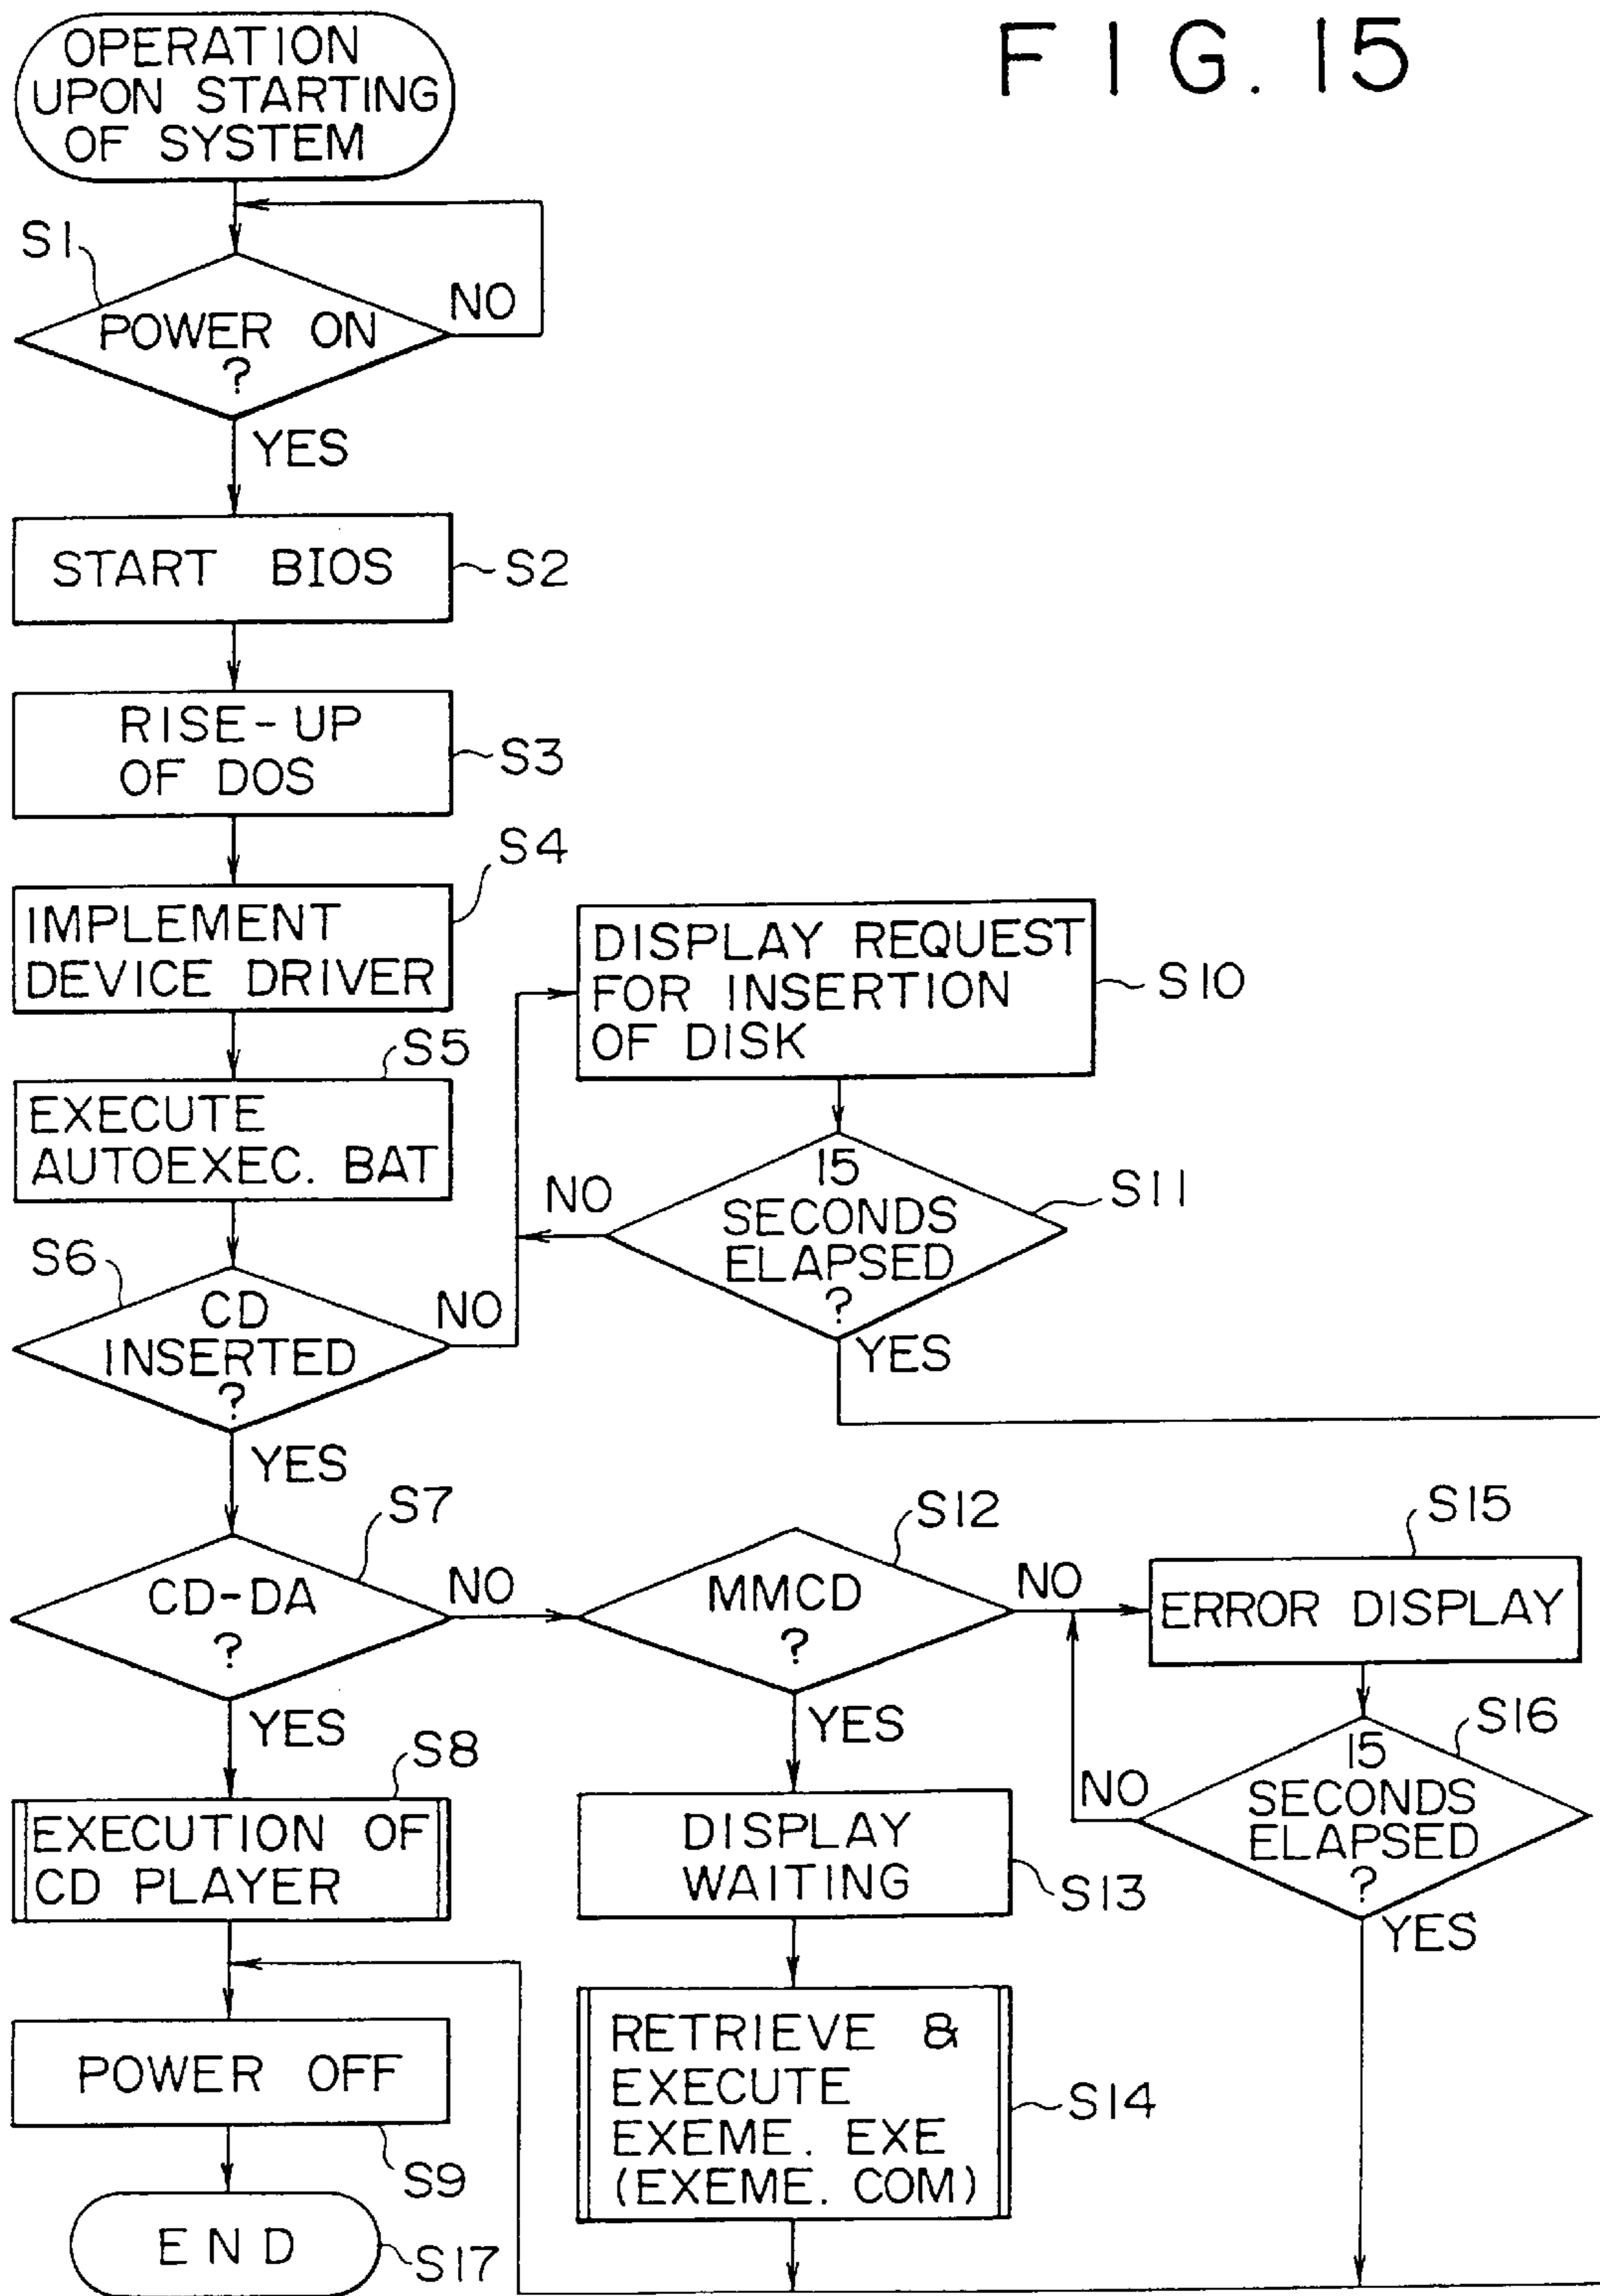 FIG. 15
OPERATION
UPON STARTING
OF SYSTEM
S1
POWER ON
?
NO
YES
START BIOS
S2
RISE-UP
OF DOS
S3
S4
IMPLEMENT
DEVICE DRIVER
S5
EXECUTE
AUTOEXEC. BAT
S6
CD
INSERTED
?
NO
YES
DISPLAY REQUEST
FOR INSERTION
OF DISK
S10
15
SECONDS
ELAPSED
?
S11
NO
YES
S7
CD-DA
?
NO
YES
S12
MMCD
?
NO
YES
S15
ERROR DISPLAY
S16
15
SECONDS
ELAPSED
?
NO
YES
S8
EXECUTION OF
CD PLAYER
DISPLAY
WAITING
S13
RETRIEVE &
EXECUTE
EXEME. EXE
(EXEME. COM)
S14
POWER OFF
S9
END
S17